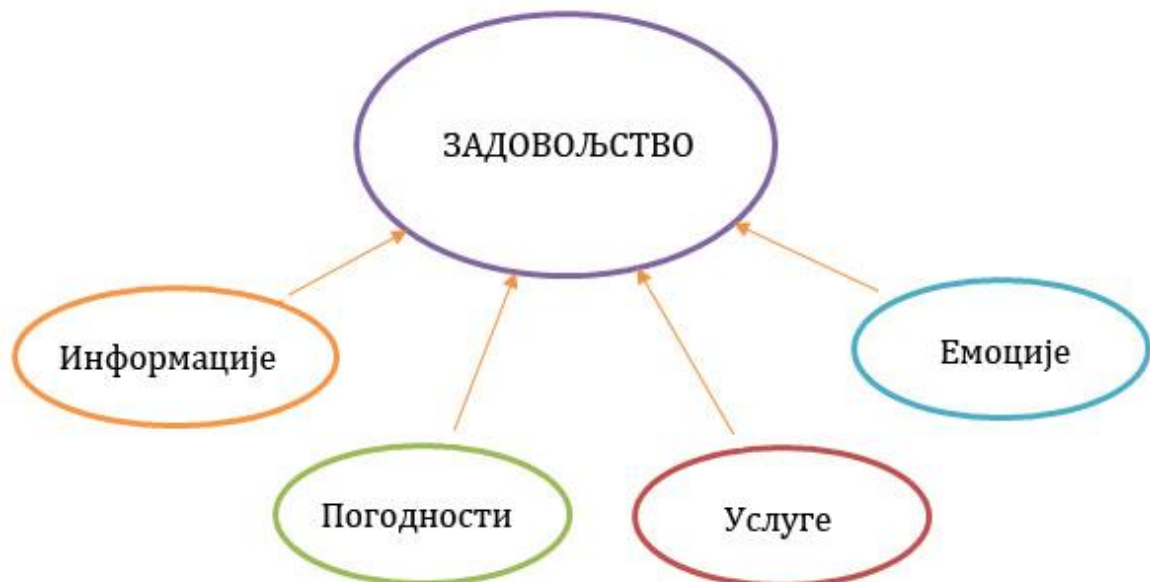 ЗАДОВОЉСТВО
Информације
Емоције
Погодности
Услуге